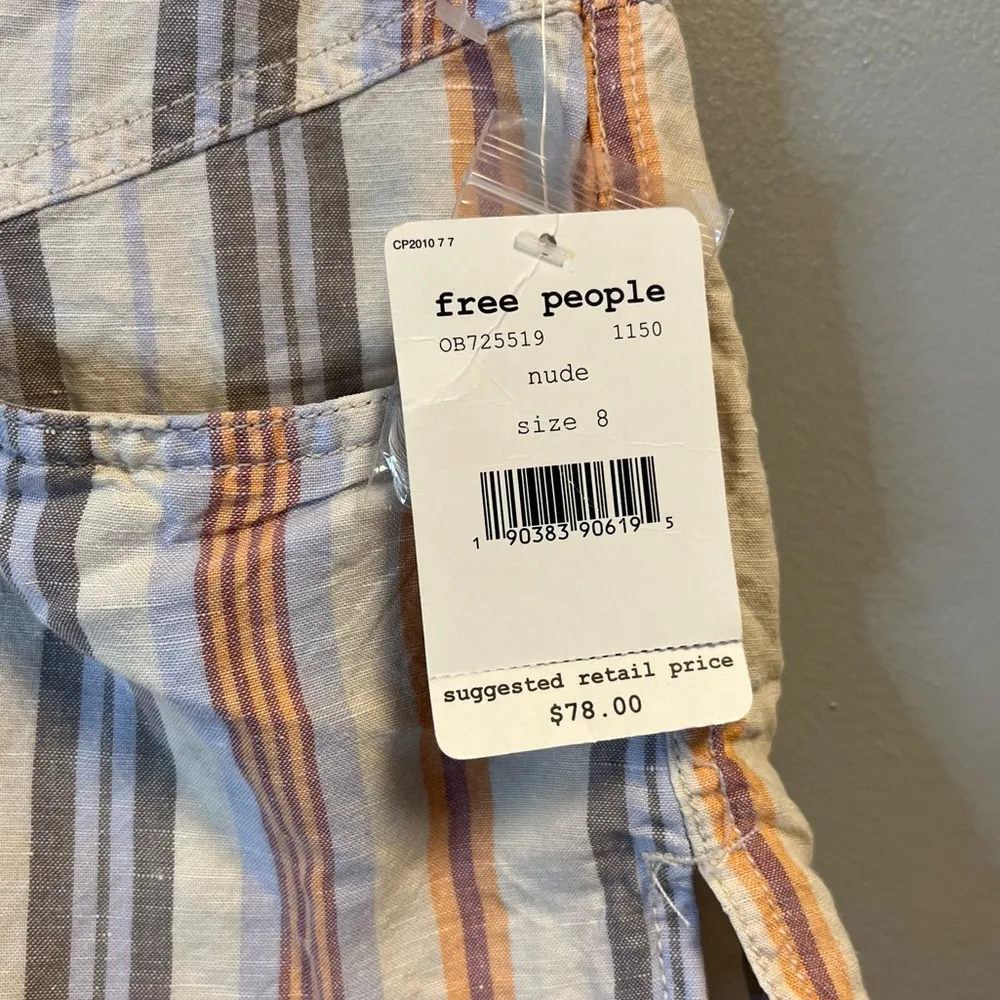 CP2010 7 7
free people
OB725519 1150
nude
size 8
1 90383 90619 5
suggested retail price
$78.00